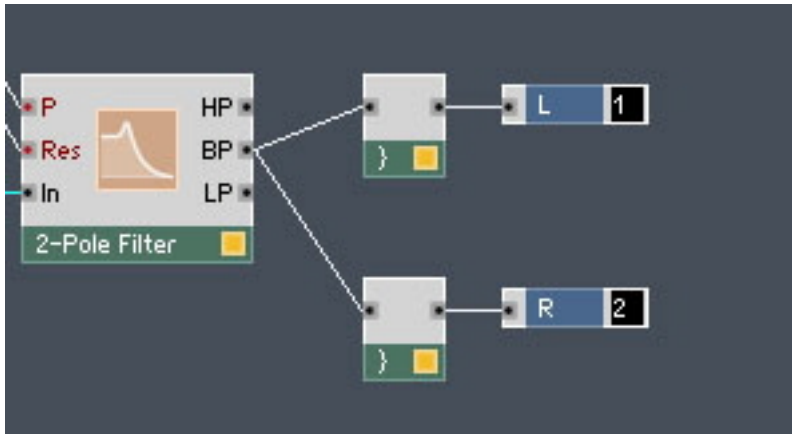 P HP
Res BP
In LP
2-Pole Filter
}
L 1
}
R 2